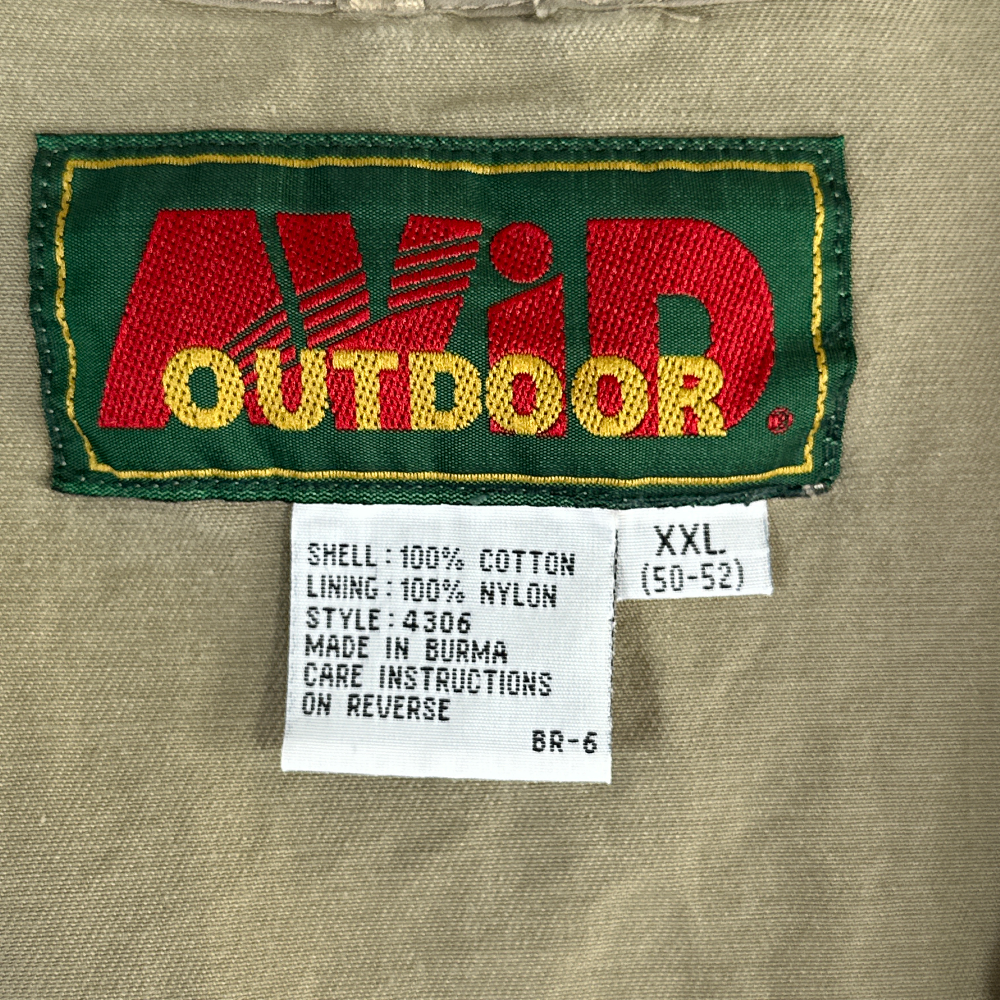 AViD
OUTDOOR
®
SHELL : 100% COTTON
LINING : 100% NYLON
STYLE : 4306
MADE IN BURMA
CARE INSTRUCTIONS
ON REVERSE
BR-6
XXL
(50-52)